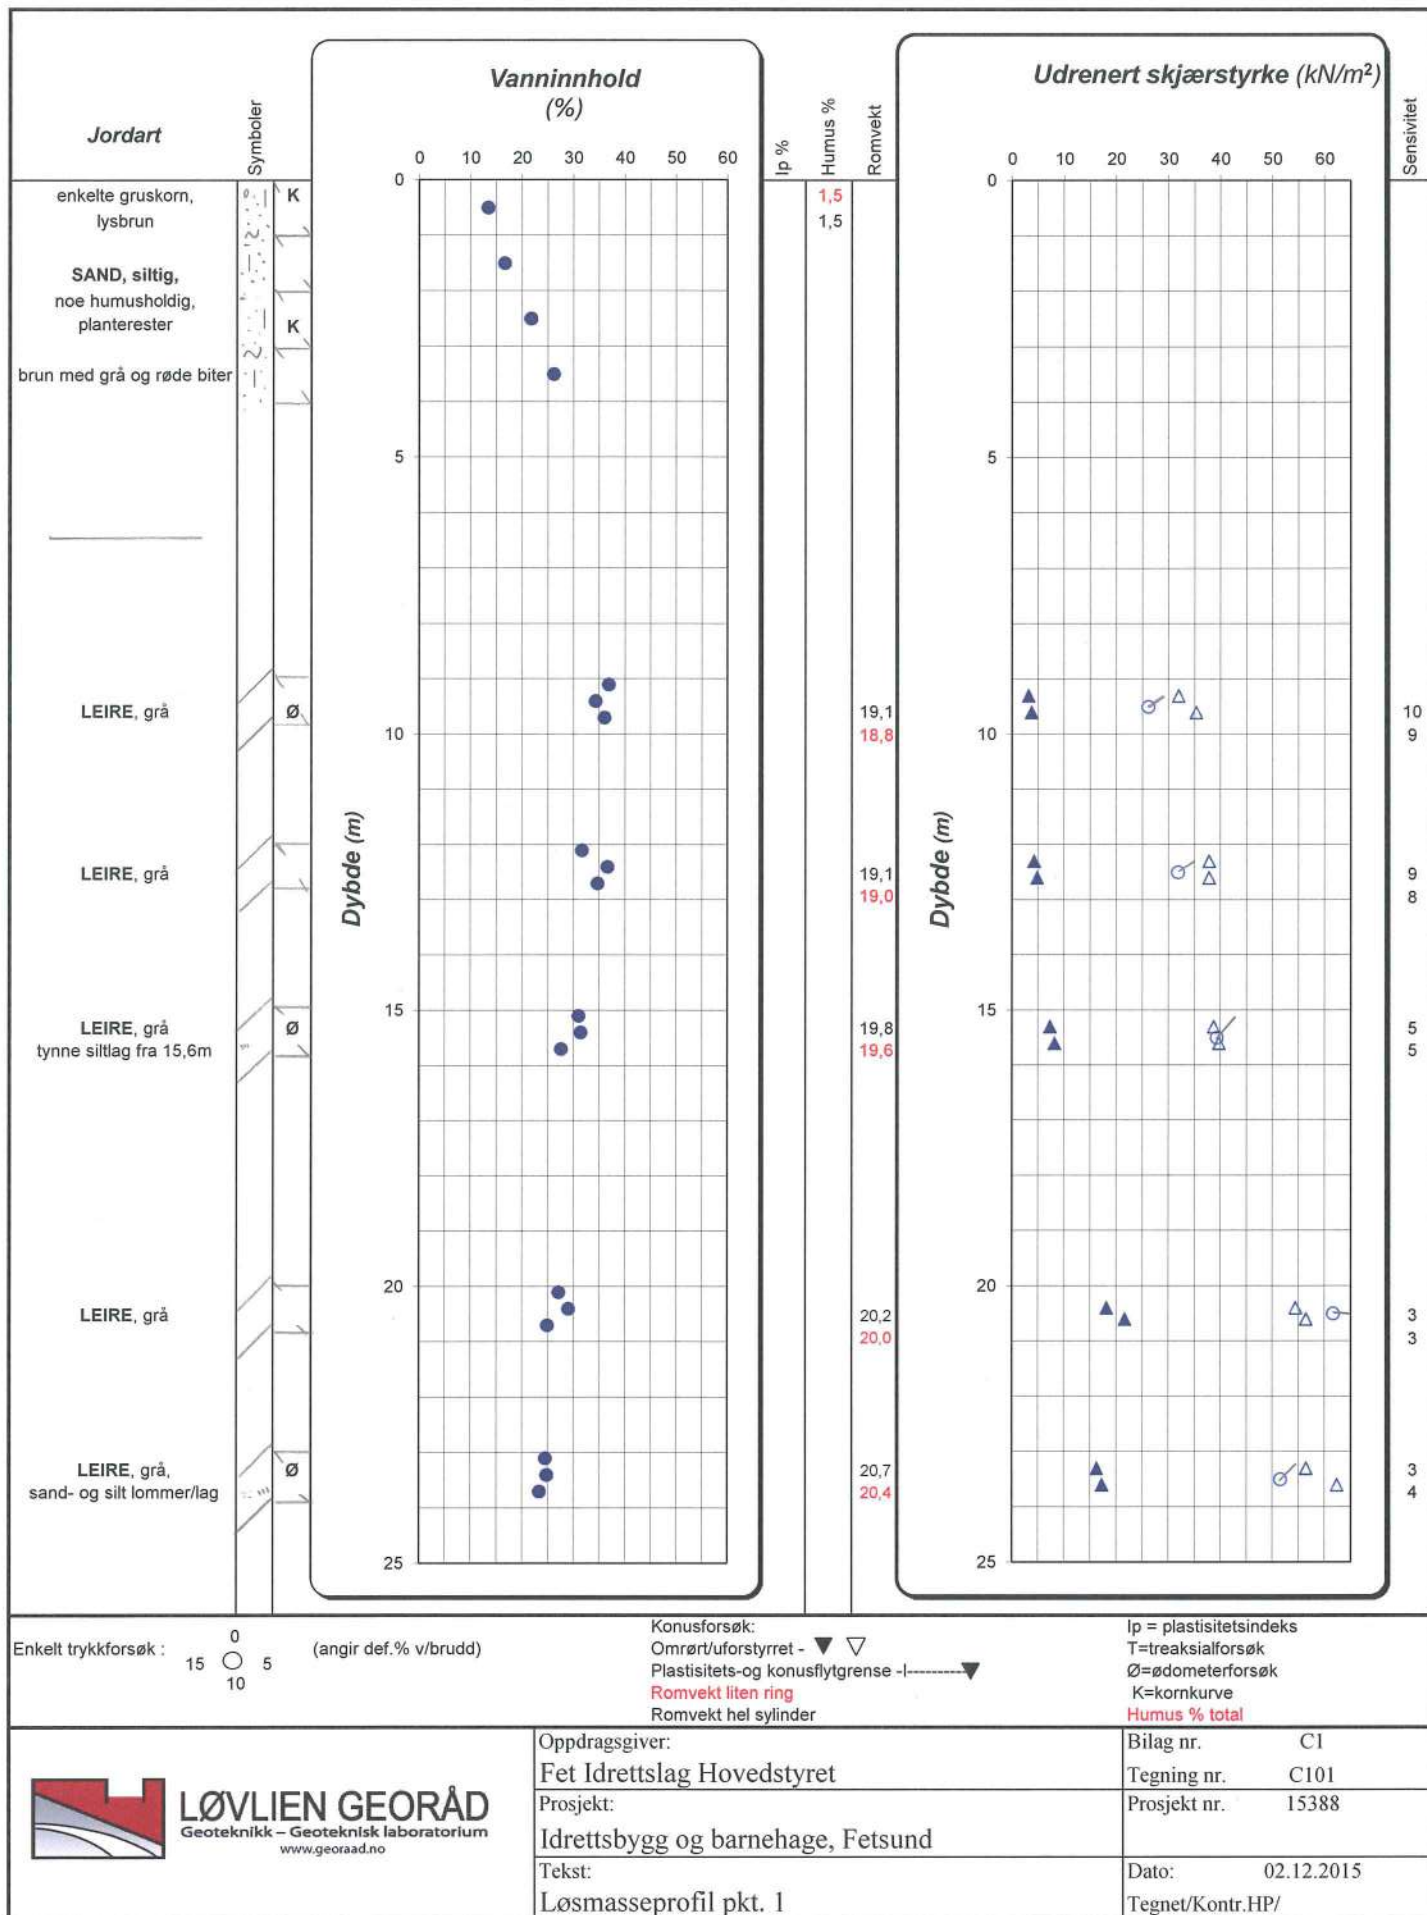 Jordart
Symboler
Vanninnhold
(%)
Ip %
Humus %
Romvekt
Udrenert skjærstyrke (kN/m²)
Sensivitet
0 10 20 30 40 50 60
0 10 20 30 40 50 60
0
0
enkelte gruskorn,
lysbrun
K
1,5
1,5
SAND, siltig,
noe humusholdig,
planterester
K
brun med grå og røde biter
5
5
LEIRE, grå
Ø
19,1
18,8
10
9
10
10
Dybde (m)
Dybde (m)
LEIRE, grå
19,1
19,0
9
8
15
15
LEIRE, grå
tynne siltlag fra 15,6m
Ø
19,8
19,6
5
5
20
20
LEIRE, grå
20,2
20,0
3
3
LEIRE, grå,
sand- og silt lommer/lag
Ø
20,7
20,4
3
4
25
25
Enkelt trykkforsøk :
0
15 5
10
(angir def.% v/brudd)
Konusforsøk:
Omrørt/uforstyrret - ▼ ▽
Plastisitets-og konusflytgrense -I----------▼
Romvekt liten ring
Romvekt hel sylinder
Ip = plastisitetsindeks
T=treaksialforsøk
Ø=ødometerforsøk
K=kornkurve
Humus % total
LØVLIEN GEORÅD
Geoteknikk – Geoteknisk laboratorium
www.georaad.no
Oppdragsgiver:
Fet Idrettslag Hovedstyret
Bilag nr. C1
Tegning nr. C101
Prosjekt:
Idrettsbygg og barnehage, Fetsund
Prosjekt nr. 15388
Tekst:
Løsmasseprofil pkt. 1
Dato: 02.12.2015
Tegnet/Kontr.HP/